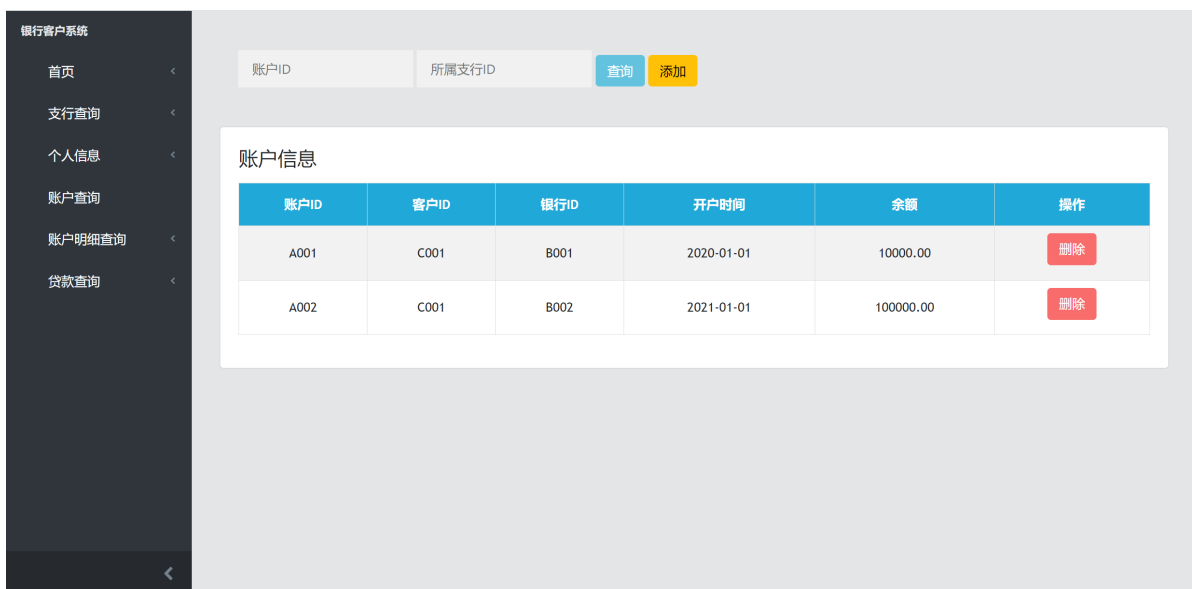 银行客户系统
首页
支行查询
个人信息
账户查询
账户明细查询
贷款查询
账户ID 所属支行ID 查询 添加
账户信息
账户ID 客户ID 银行ID 开户时间 余额 操作
A001 C001 B001 2020-01-01 10000.00 删除
A002 C001 B002 2021-01-01 100000.00 删除